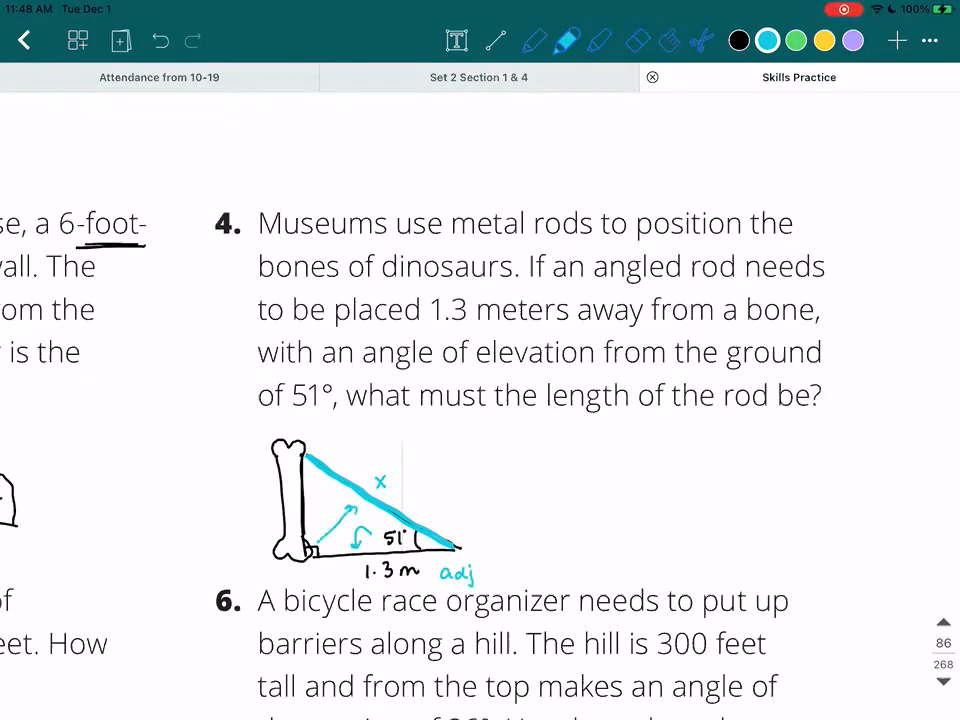 11:48 AM Tue Dec 1
100%
T
Attendance from 10-19
Set 2 Section 1 & 4
Skills Practice
se, a 6-foot-
vall. The
om the
is the
4. Museums use metal rods to position the
bones of dinosaurs. If an angled rod needs
to be placed 1.3 meters away from a bone,
with an angle of elevation from the ground
of 51°, what must the length of the rod be?
x
51°
1.3 m adj
of
eet. How
6. A bicycle race organizer needs to put up
barriers along a hill. The hill is 300 feet
tall and from the top makes an angle of
86
268